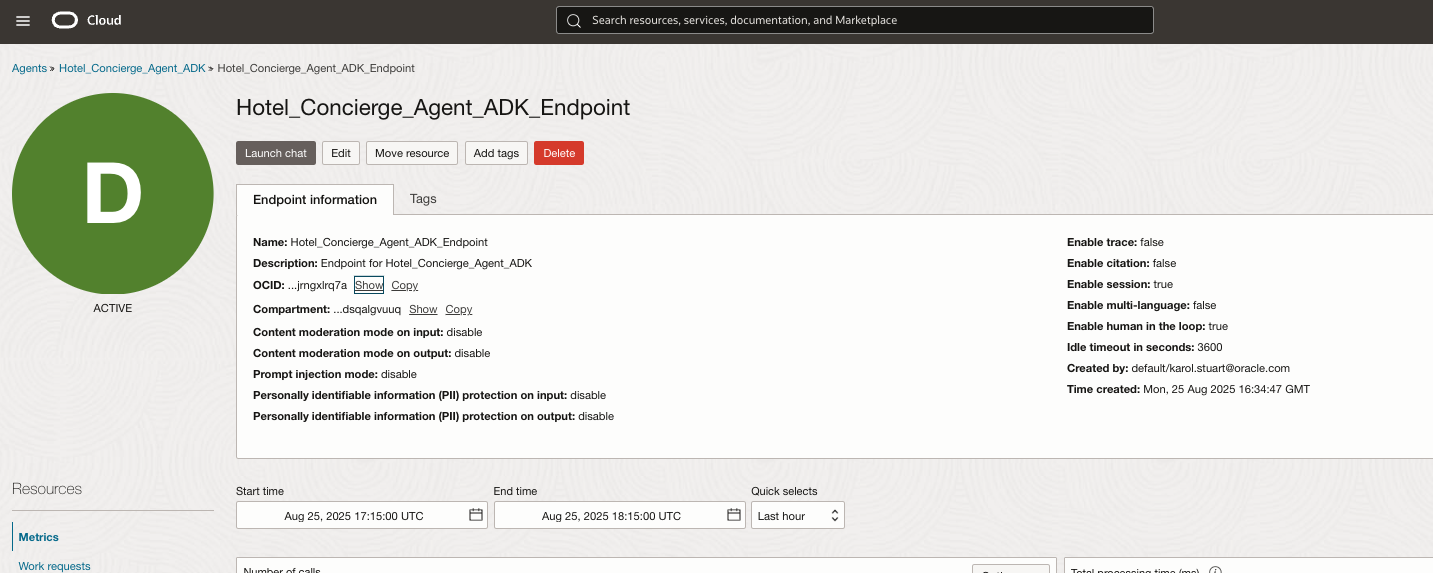 Cloud
Search resources, services, documentation, and Marketplace
Agents » Hotel_Concierge_Agent_ADK » Hotel_Concierge_Agent_ADK_Endpoint
D
ACTIVE
Hotel_Concierge_Agent_ADK_Endpoint
Launch chat Edit Move resource Add tags Delete
Endpoint information Tags
Name: Hotel_Concierge_Agent_ADK_Endpoint
Description: Endpoint for Hotel_Concierge_Agent_ADK
OCID: ...jrngxlrq7a Show Copy
Compartment: ...dsqalgvuuq Show Copy
Content moderation mode on input: disable
Content moderation mode on output: disable
Prompt injection mode: disable
Personally identifiable information (PII) protection on input: disable
Personally identifiable information (PII) protection on output: disable
Enable trace: false
Enable citation: false
Enable session: true
Enable multi-language: false
Enable human in the loop: true
Idle timeout in seconds: 3600
Created by: default/karol.stuart@oracle.com
Time created: Mon, 25 Aug 2025 16:34:47 GMT
Resources
Metrics
Work requests
Start time End time Quick selects
Aug 25, 2025 17:15:00 UTC Aug 25, 2025 18:15:00 UTC Last hour
Number of calls Total processing time (ms)